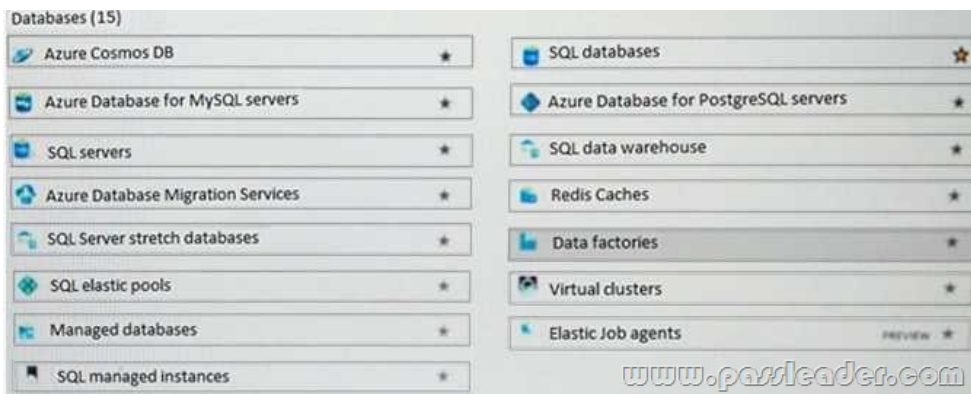 Databases (15)
Azure Cosmos DB
SQL databases
Azure Database for MySQL servers
Azure Database for PostgreSQL servers
SQL servers
SQL data warehouse
Azure Database Migration Services
Redis Caches
SQL Server stretch databases
Data factories
SQL elastic pools
Virtual clusters
Managed databases
Elastic Job agents
PREVIEW
SQL managed instances
www.passleader.com